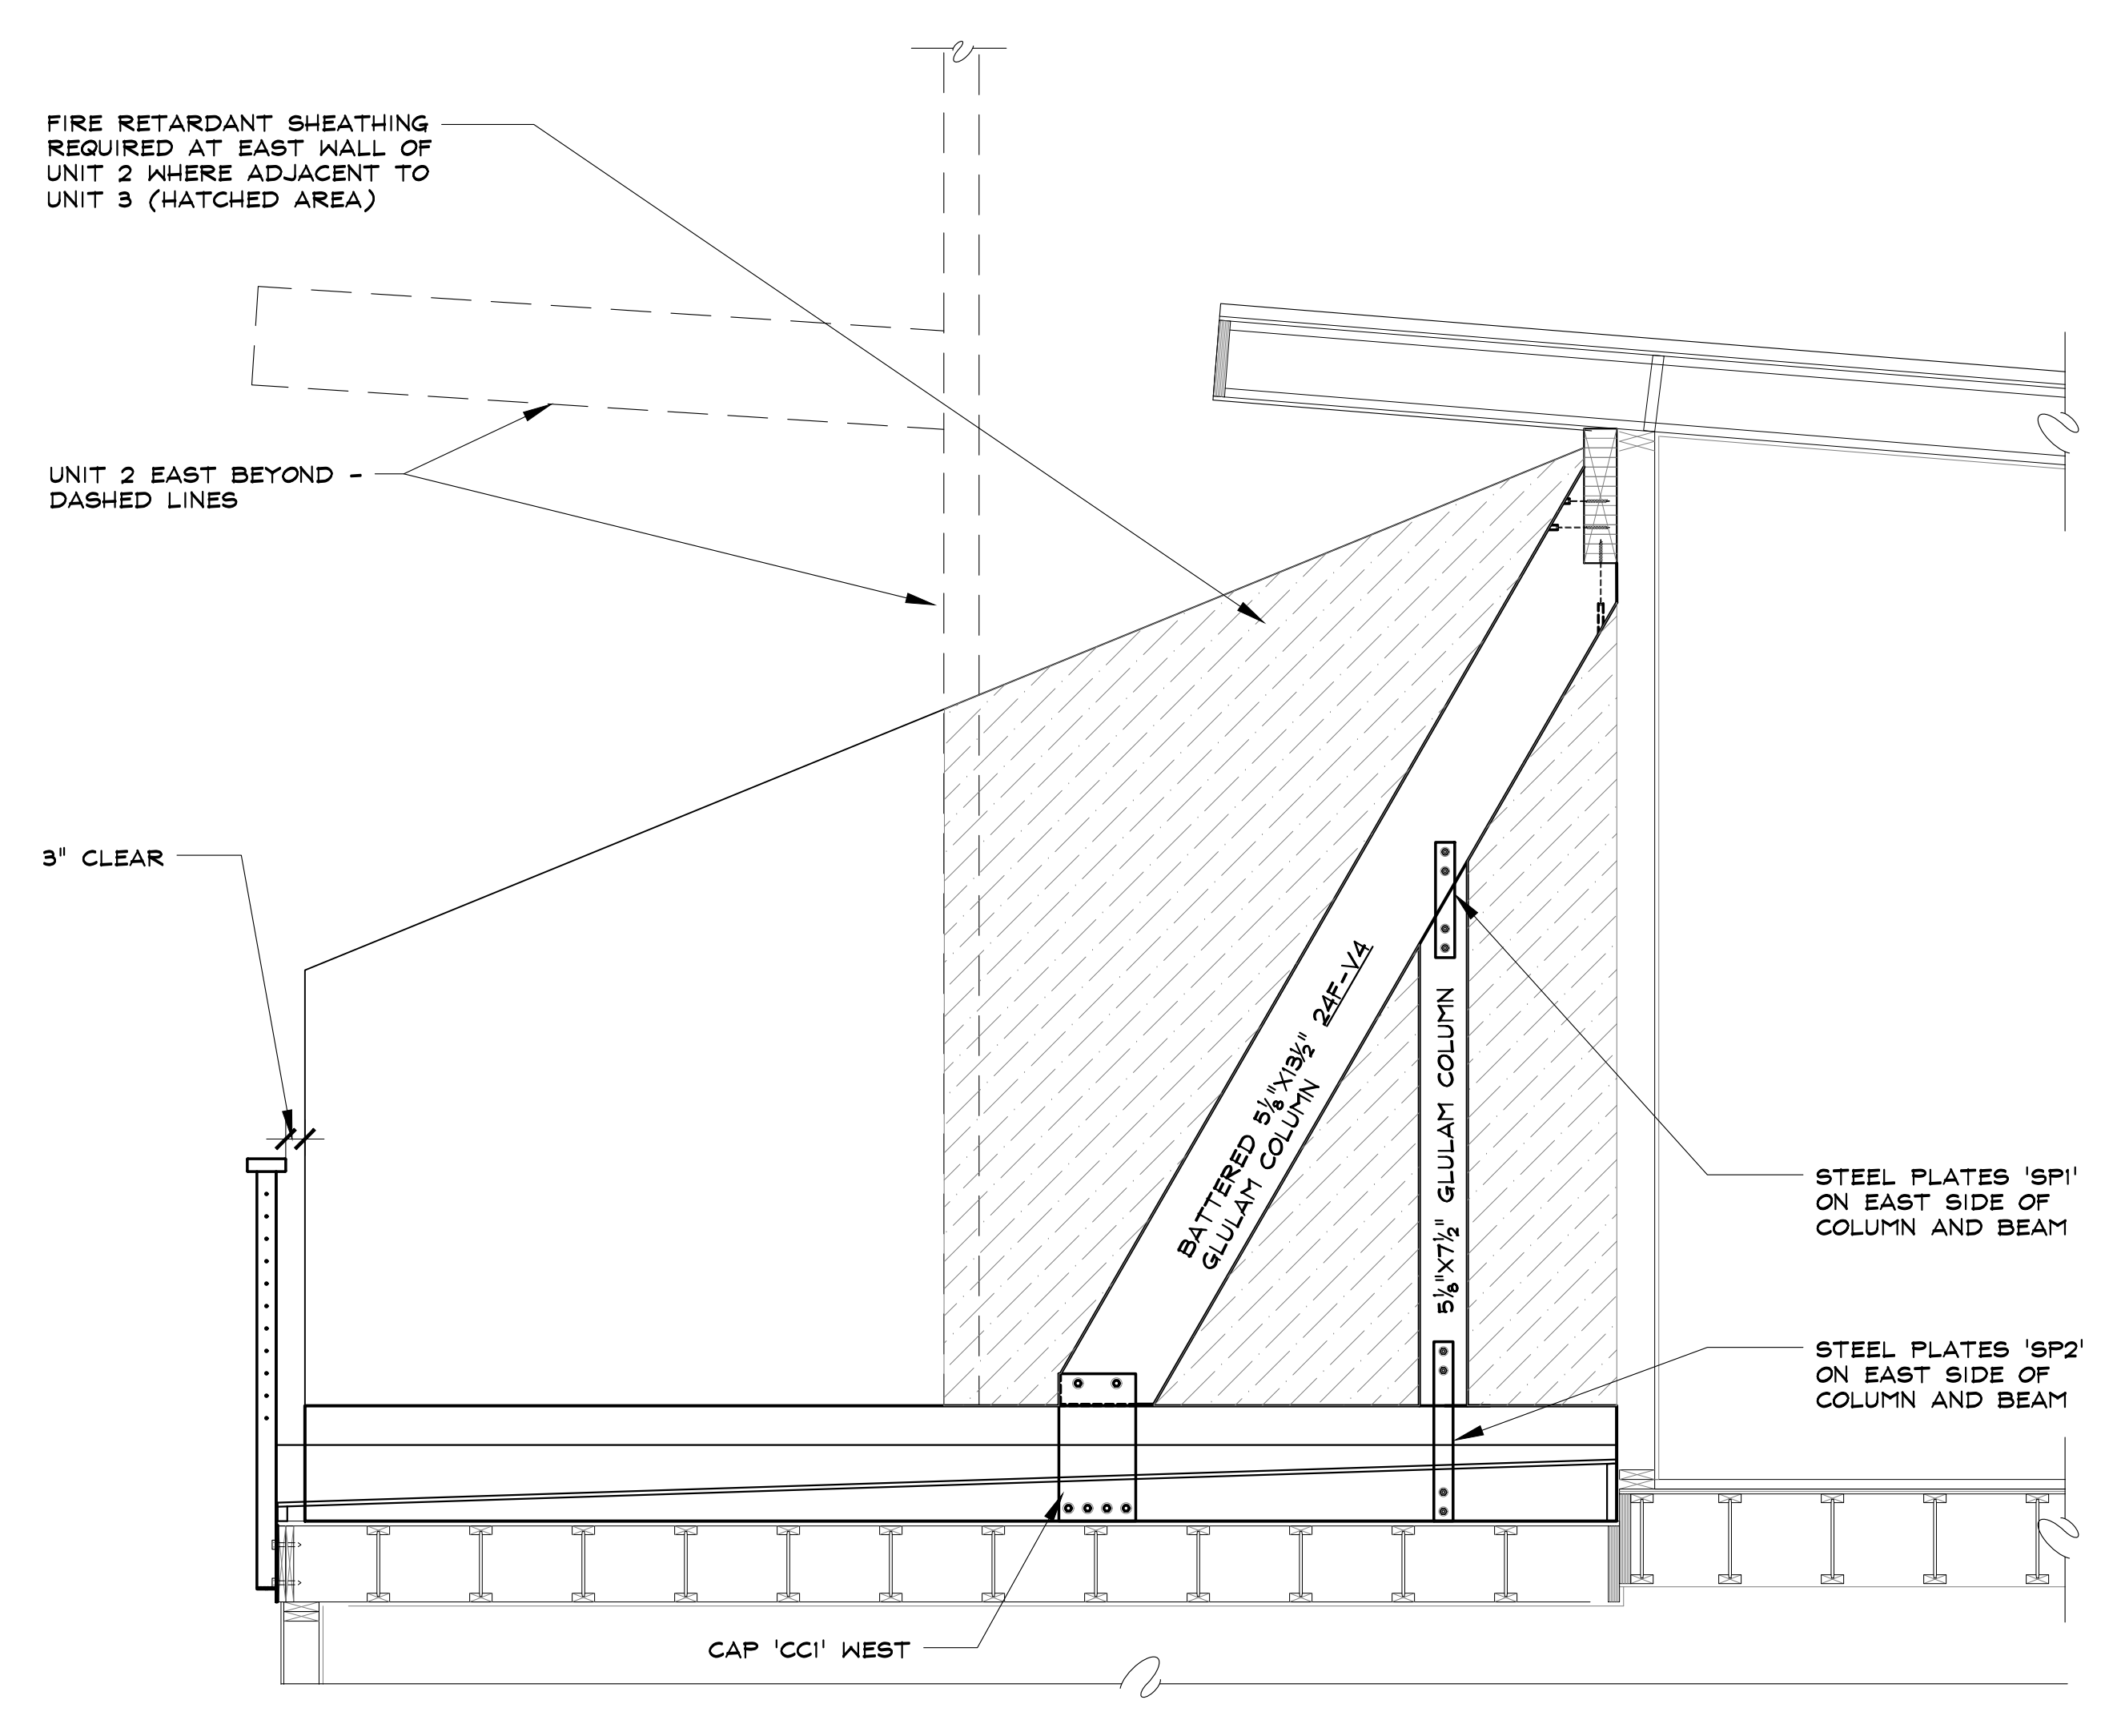 FIRE RETARDANT SHEATHING
REQUIRED AT EAST WALL OF
UNIT 2 WHERE ADJACENT TO
UNIT 3 (HATCHED AREA)
UNIT 2 EAST BEYOND -
DASHED LINES
3" CLEAR
BATTERED 5⅛"X13½" 24F-V4
GLULAM COLUMN
5⅛"X7½" GLULAM COLUMN
STEEL PLATES 'SP1'
ON EAST SIDE OF
COLUMN AND BEAM
STEEL PLATES 'SP2'
ON EAST SIDE OF
COLUMN AND BEAM
CAP 'CC1' WEST